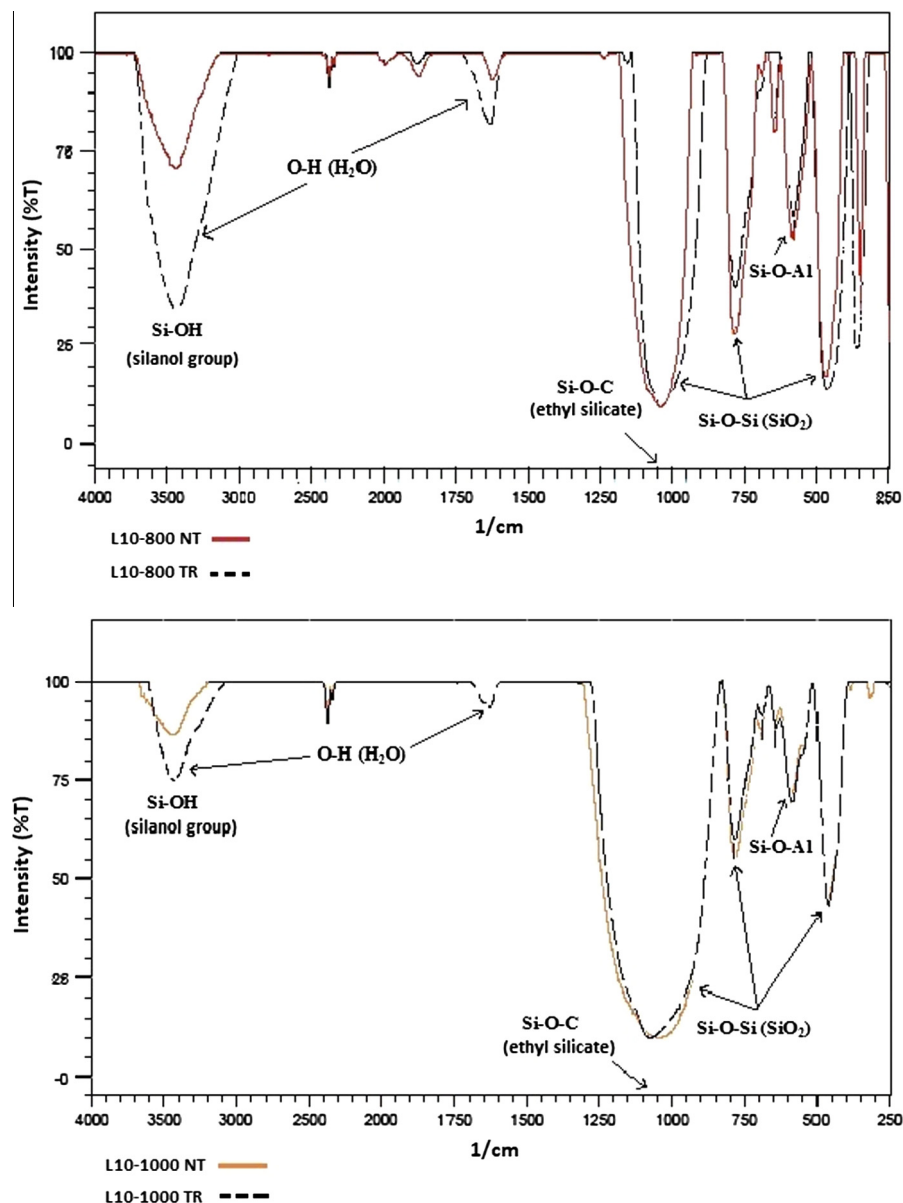 100
O-H (H₂O)
76
Intensity (%T)
50
Si-O-Al
Si-OH
(silanol group)
25
Si-O-C
(ethyl silicate)
Si-O-Si (SiO₂)
0
4000 3500 3000 2500 2000 1750 1500 1250 1000 750 500 250
1/cm
L10-800 NT
L10-800 TR
100
O-H (H₂O)
75
Si-OH
(silanol group)
Intensity (%T)
Si-O-Al
50
26
Si-O-C
(ethyl silicate)
Si-O-Si (SiO₂)
-0
4000 3500 3000 2500 2000 1750 1500 1250 1000 750 500 250
1/cm
L10-1000 NT
L10-1000 TR